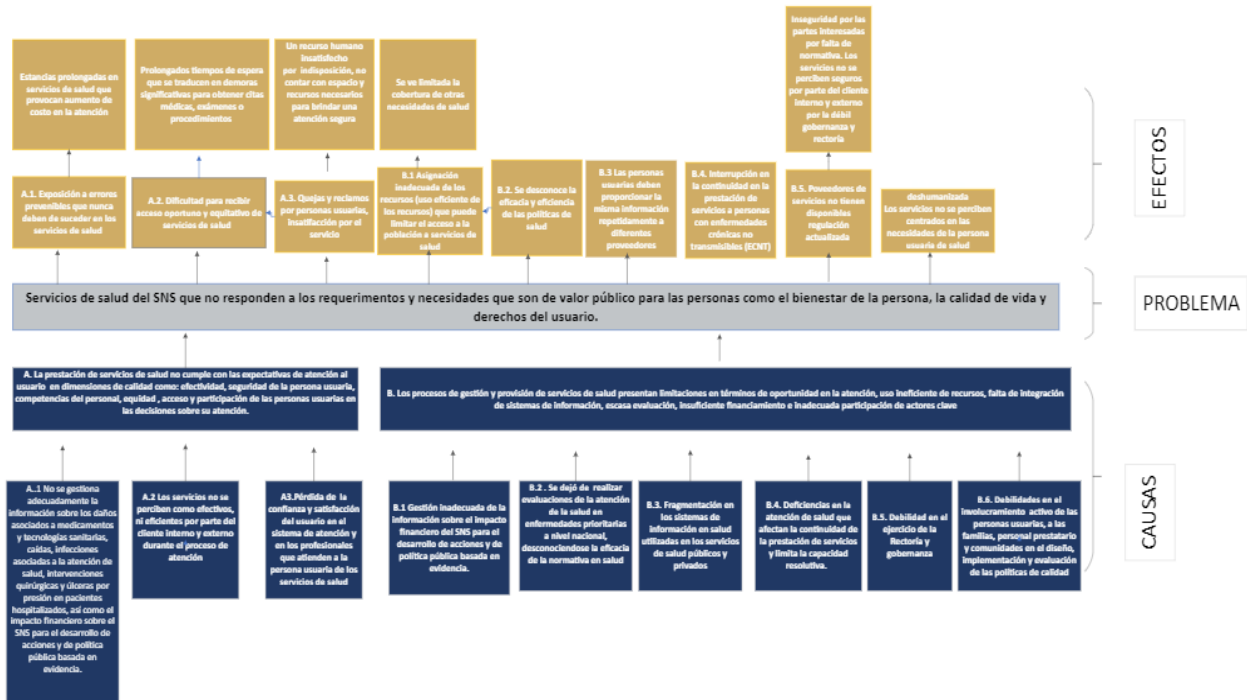 Estancias prolongadas en
servicios de salud que
provocan aumento de
costo en la atención
Prolongados tiempos de espera
que se traducen en demoras
significativas para obtener citas
médicas, exámenes o
procedimientos
Un recurso humano
insatisfecho
por indisposición, no
contar con espacio y
recursos necesarios
para brindar una
atención segura
Se ve limitada la
cobertura de otras
necesidades de salud
Inseguridad por las
partes interesadas
por falta de
normativa. Los
servicios no se
perciben seguros
por parte del cliente
interno y externo
por la débil
gobernanza y
rectoría
A.1. Exposición a errores
prevenibles que nunca
deben de suceder en los
servicios de salud
A.2. Dificultad para recibir
acceso oportuno y equitativo de
servicios de salud
A.3. Quejas y reclamos
por personas usuarias,
insatifacción por el
servicio
B.1 Asignación
inadecuada de los
recursos (uso eficiente de
los recursos) que puede
limitar el acceso a la
población a servicios de
salud
B.2. Se desconoce la
eficacia y eficiencia
de las políticas de
salud
B.3 Las personas
usuarias deben
proporcionar la
misma información
repetidamente a
diferentes
proveedores
B.4. Interrupción en la
continuidad en la
prestación de
servicios a personas
con enfermedades
crónicas no
transmisibles (ECNT)
B.5. Poveedores de
servicios no tienen
disponibles
regulación
actualizada
deshumanizada
Los servicios no se perciben
centrados en las
necesidades de la persona
usuaria de salud
EFECTOS
Servicios de salud del SNS que no responden a los requerimentos y necesidades que son de valor público para las personas como el bienestar de la persona, la calidad de vida y
derechos del usuario.
PROBLEMA
A. La prestación de servicios de salud no cumple con las expectativas de atención al
usuario en dimensiones de calidad como: efectividad, seguridad de la persona usuaria,
competencias del personal, equidad , acceso y participación de las personas usuarias en
las decisiones sobre su atención.
B. Los procesos de gestión y provisión de servicios de salud presentan limitaciones en términos de oportunidad en la atención, uso ineficiente de recursos, falta de integración
de sistemas de información, escasa evaluación, insuficiente financiamiento e inadecuada participación de actores clave
A..1 No se gestiona
adecuadamente la
información sobre los daños
asociados a medicamentos
y tecnologías sanitarias,
caídas, infecciones
asociadas a la atención de
salud, intervenciones
quirúrgicas y úlceras por
presión en pacientes
hospitalizados, así como el
impacto financiero sobre el
SNS para el desarrollo de
acciones y de política
pública basada en
evidencia.
A.2 Los servicios no se
perciben como efectivos,
ni eficientes por parte del
cliente interno y externo
durante el proceso de
atención
A3.Pérdida de la
confianza y satisfacción
del usuario en el
sistema de atención y
en los profesionales
que atienden a la
persona usuaria de los
servicios de salud
B.1 Gestión inadecuada de la
información sobre el impacto
financiero del SNS para el
desarrollo de acciones y de
política pública basada en
evidencia.
B.2 . Se dejó de realizar
evaluaciones de la atención
de la salud en
enfermedades prioritarias
a nivel nacional,
desconociendose la eficacia
de la normativa en salud
B.3. Fragmentación en
los sistemas de
información en salud
utilizadas en los servicios
de salud públicos y
privados
B.4. Deficiencias en la
atención de salud que
afectan la continuidad de
la prestación de servicios
y limita la capacidad
resolutiva.
B.5. Debilidad en el
ejercicio de la
Rectoría y
gobernanza
B.6. Debilidades en el
involucramiento activo de las
personas usuarias, a las
familias, personal prestatario
y comunidades en el diseño,
implementación y evaluación
de las políticas de calidad
CAUSAS